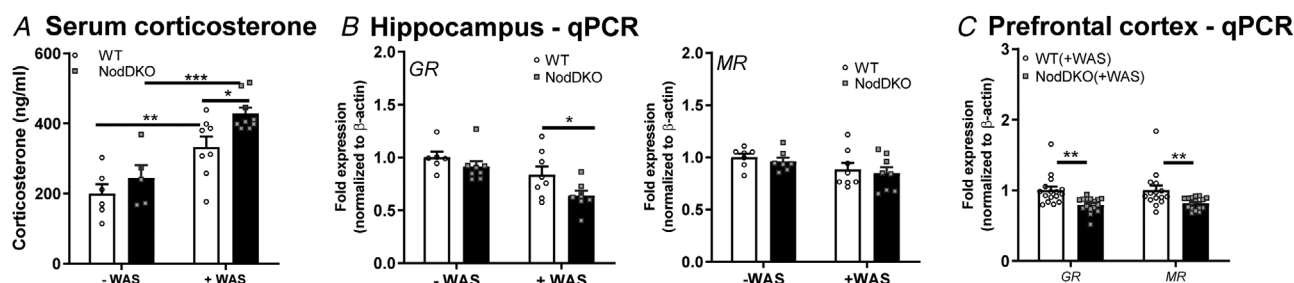 A Serum corticosterone
Corticosterone (ng/ml)
600
400
200
0
WT
NodDKO
***
*
**
- WAS
+ WAS
B Hippocampus - qPCR
Fold expression
(normalized to β-actin)
2.0
1.5
1.0
0.5
0.0
GR
WT
NodDKO
*
- WAS
+ WAS
Fold expression
(normalized to β-actin)
2.0
1.5
1.0
0.5
0.0
MR
WT
NodDKO
-WAS
+WAS
C Prefrontal cortex - qPCR
Fold expression
(normalized to β-actin)
3
2
1
0
WT(+WAS)
NodDKO(+WAS)
**
**
GR
MR